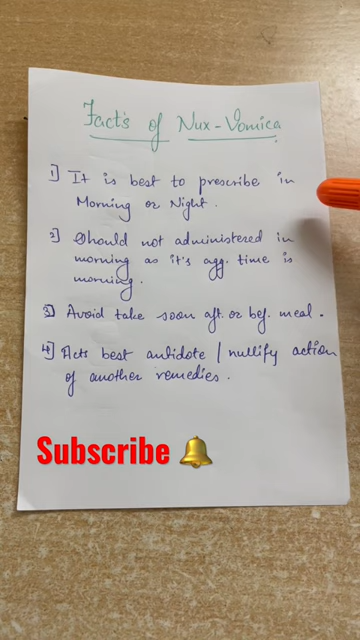 Facts of Nux-Vomica
1] It is best to prescribe in
Morning or Night.
2] Should not administered in
morning as it's agg. time is
morning.
3] Avoid take soon aft. or bef. meal.
4] Acts best antidote / nullify action
of another remedies.
Subscribe